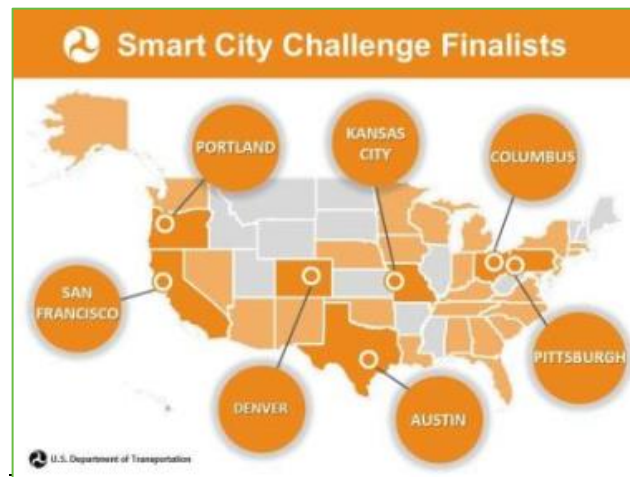 Smart City Challenge Finalists
PORTLAND
KANSAS
CITY
COLUMBUS
SAN
FRANCISCO
DENVER
AUSTIN
PITTSBURGH
U.S. Department of Transportation